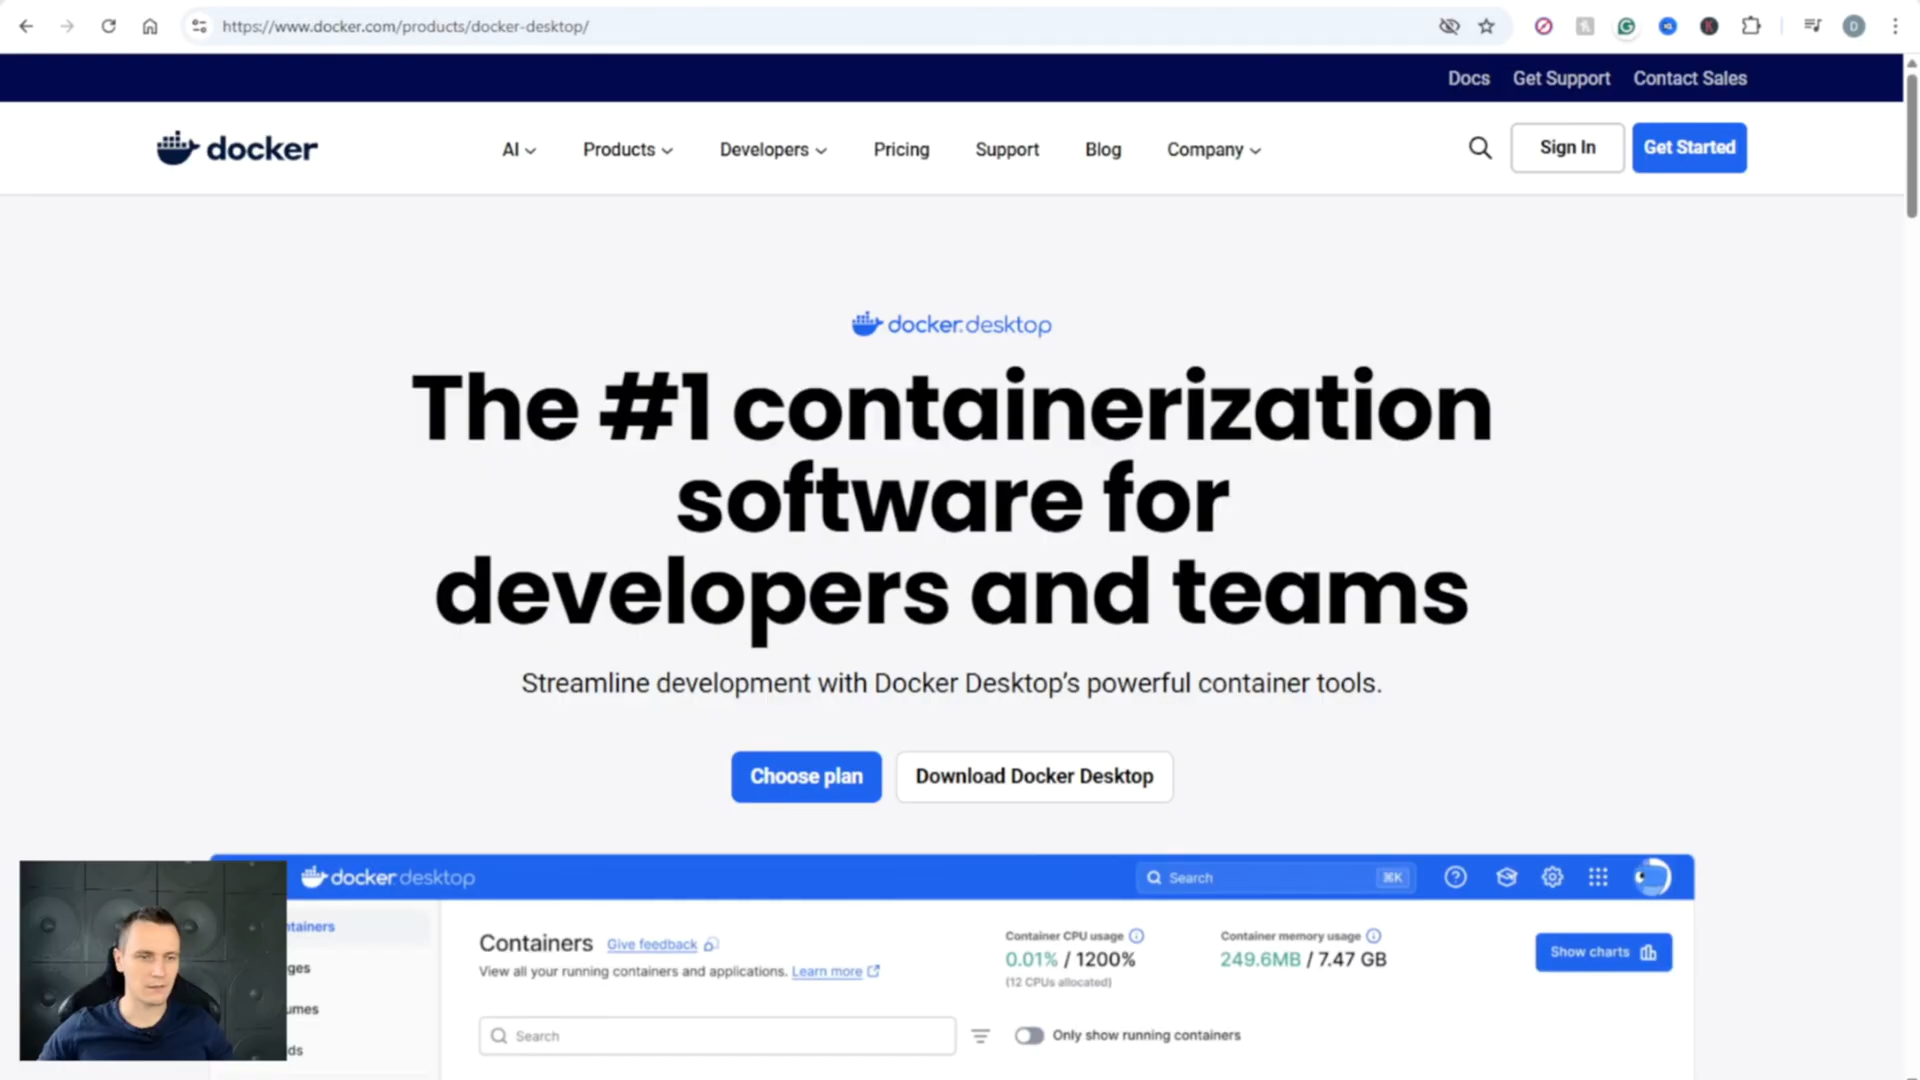 https://www.docker.com/products/docker-desktop/
D
Docs Get Support Contact Sales
docker
AI Products Developers Pricing Support Blog Company Sign In Get Started
docker.desktop
The #1 containerization
software for
developers and teams
Streamline development with Docker Desktop’s powerful container tools.
Choose plan Download Docker Desktop
docker desktop Search ⌘K
tainers
Containers Give feedback Container CPU usage Container memory usage Show charts
ges View all your running containers and applications. Learn more 0.01% / 1200% 249.6MB / 7.47 GB
(12 CPUs allocated)
umes
Search Only show running containers
ds